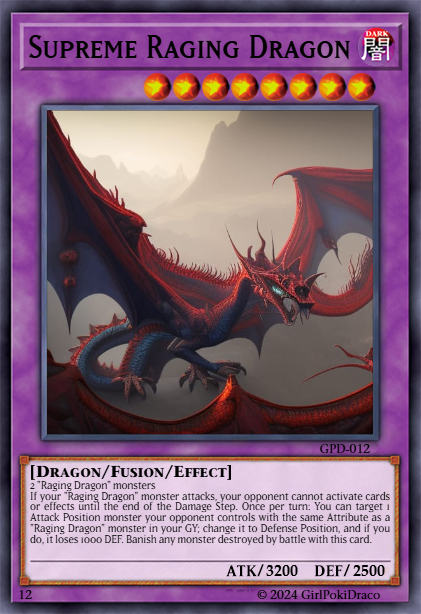 Supreme Raging Dragon
DARK
闇
GPD-012
[Dragon/Fusion/Effect]
2 "Raging Dragon" monsters
If your "Raging Dragon" monster attacks, your opponent cannot activate cards
or effects until the end of the Damage Step. Once per turn: You can target 1
Attack Position monster your opponent controls with the same Attribute as a
"Raging Dragon" monster in your GY; change it to Defense Position, and if you
do, it loses 1000 DEF. Banish any monster destroyed by battle with this card.
ATK/3200 DEF/2500
12 © 2024 GirlPokiDraco